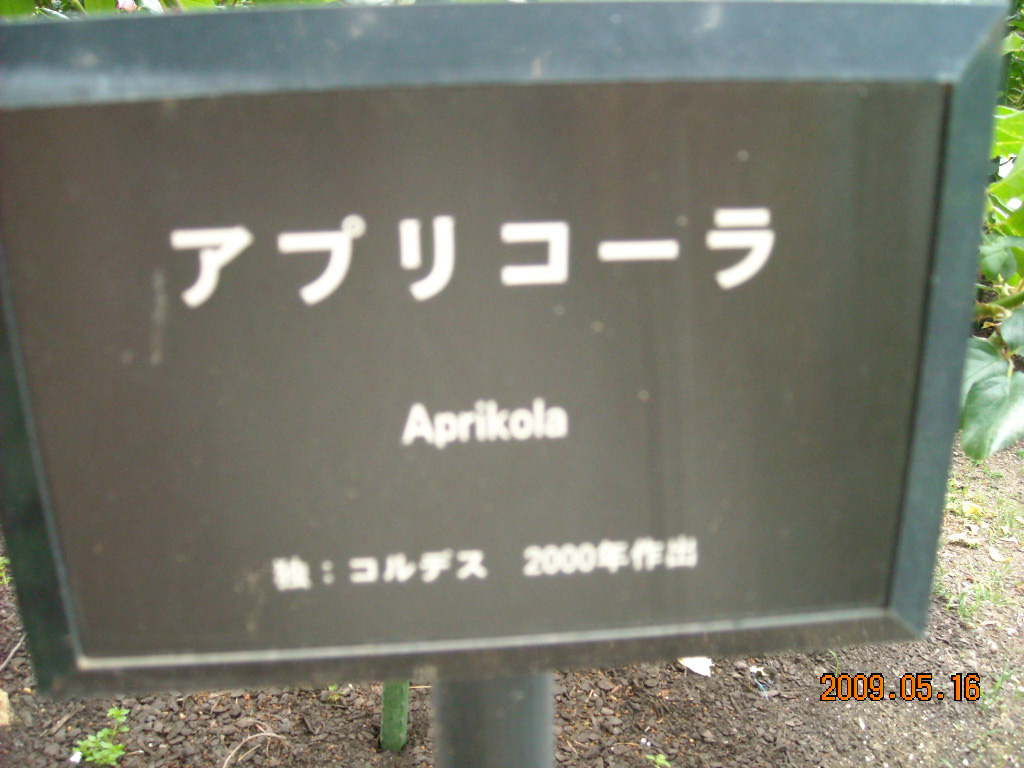 アプリコーラ
Aprikola
独：コルデス　2000年作出
2009.05.16